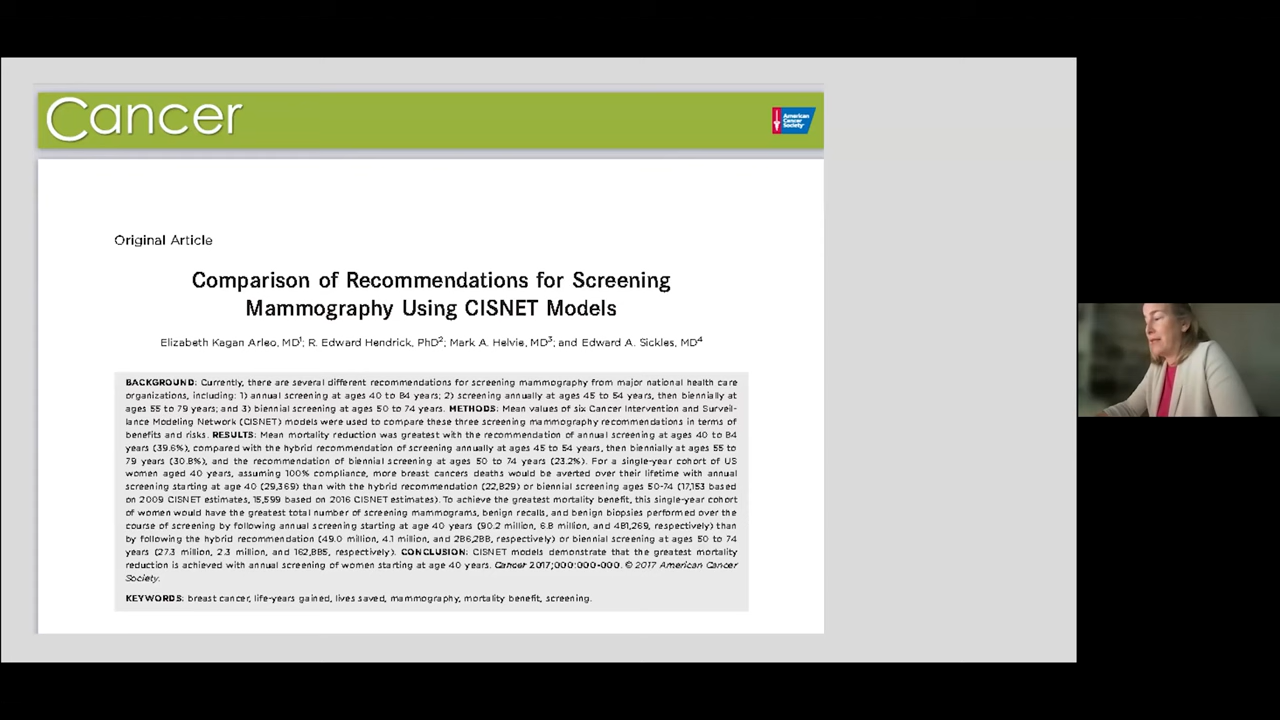 Cancer
American
Cancer
Society
Original Article
Comparison of Recommendations for Screening
Mammography Using CISNET Models
Elizabeth Kagan Arleo, MD1; R. Edward Hendrick, PhD2; Mark A. Helvie, MD3; and Edward A. Sickles, MD4
BACKGROUND: Currently, there are several different recommendations for screening mammography from major national health care
organizations, including: 1) annual screening at ages 40 to 84 years; 2) screening annually at ages 45 to 54 years, then biennially at
ages 55 to 79 years; and 3) biennial screening at ages 50 to 74 years. METHODS: Mean values of six Cancer Intervention and Surveil-
lance Modeling Network (CISNET) models were used to compare these three screening mammography recommendations in terms of
benefits and risks. RESULTS: Mean mortality reduction was greatest with the recommendation of annual screening at ages 40 to 84
years (39.6%), compared with the hybrid recommendation of screening annually at ages 45 to 54 years, then biennially at ages 55 to
79 years (30.8%), and the recommendation of biennial screening at ages 50 to 74 years (23.2%). For a single-year cohort of US
women aged 40 years, assuming 100% compliance, more breast cancers deaths would be averted over their lifetime with annual
screening starting at age 40 (29,369) than with the hybrid recommendation (22,829) or biennial screening ages 50-74 (17,153 based
on 2009 CISNET estimates, 15,599 based on 2016 CISNET estimates). To achieve the greatest mortality benefit, this single-year cohort
of women would have the greatest total number of screening mammograms, benign recalls, and benign biopsies performed over the
course of screening by following annual screening starting at age 40 years (90.2 million, 6.8 million, and 481,269, respectively) than
by following the hybrid recommendation (49.0 million, 4.1 million, and 286,288, respectively) or biennial screening at ages 50 to 74
years (27.3 million, 2.3 million, and 162,885, respectively). CONCLUSION: CISNET models demonstrate that the greatest mortality
reduction is achieved with annual screening of women starting at age 40 years. Cancer 2017;000:000-000. © 2017 American Cancer
Society.
KEYWORDS: breast cancer, life-years gained, lives saved, mammography, mortality benefit, screening.